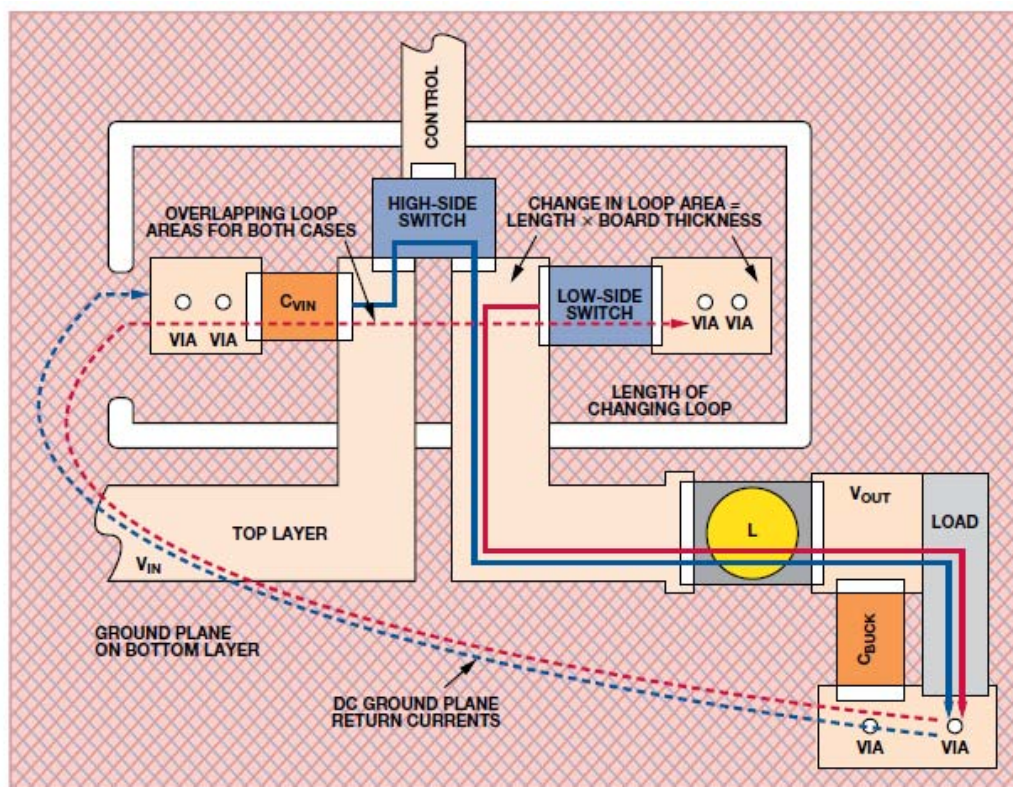 CONTROL
HIGH-SIDE
SWITCH
OVERLAPPING LOOP
AREAS FOR BOTH CASES
CHANGE IN LOOP AREA =
LENGTH × BOARD THICKNESS
CVIN
VIA VIA
LOW-SIDE
SWITCH
VIA VIA
LENGTH OF
CHANGING LOOP
TOP LAYER
VIN
L
VOUT
LOAD
CBUCK
GROUND PLANE
ON BOTTOM LAYER
DC GROUND PLANE
RETURN CURRENTS
VIA VIA